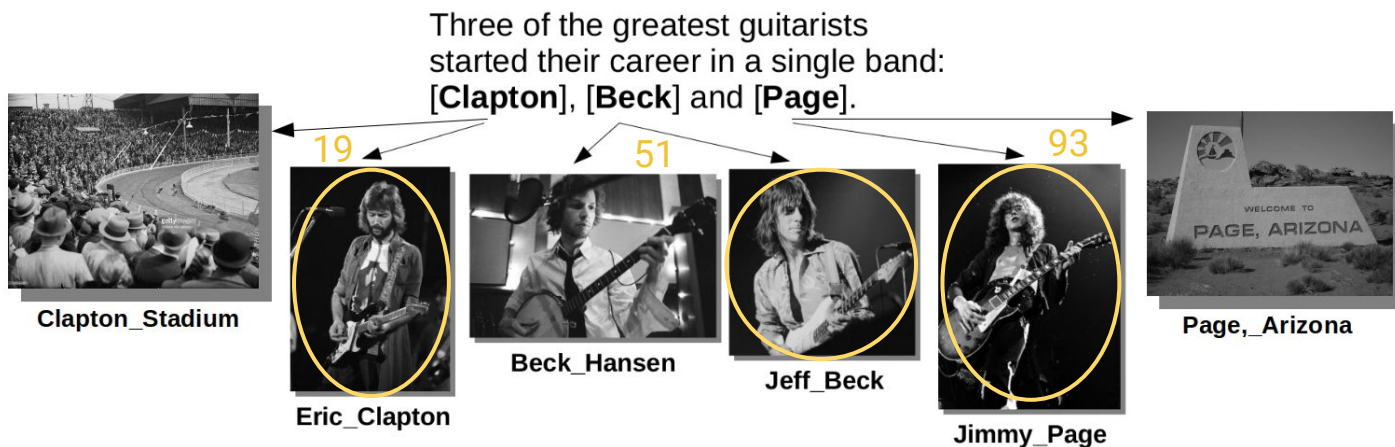 Three of the greatest guitarists
started their career in a single band:
[Clapton], [Beck] and [Page].
19
51
93
gettyimages
WELCOME TO
PAGE, ARIZONA
Clapton_Stadium
Eric_Clapton
Beck_Hansen
Jeff_Beck
Jimmy_Page
Page,_Arizona